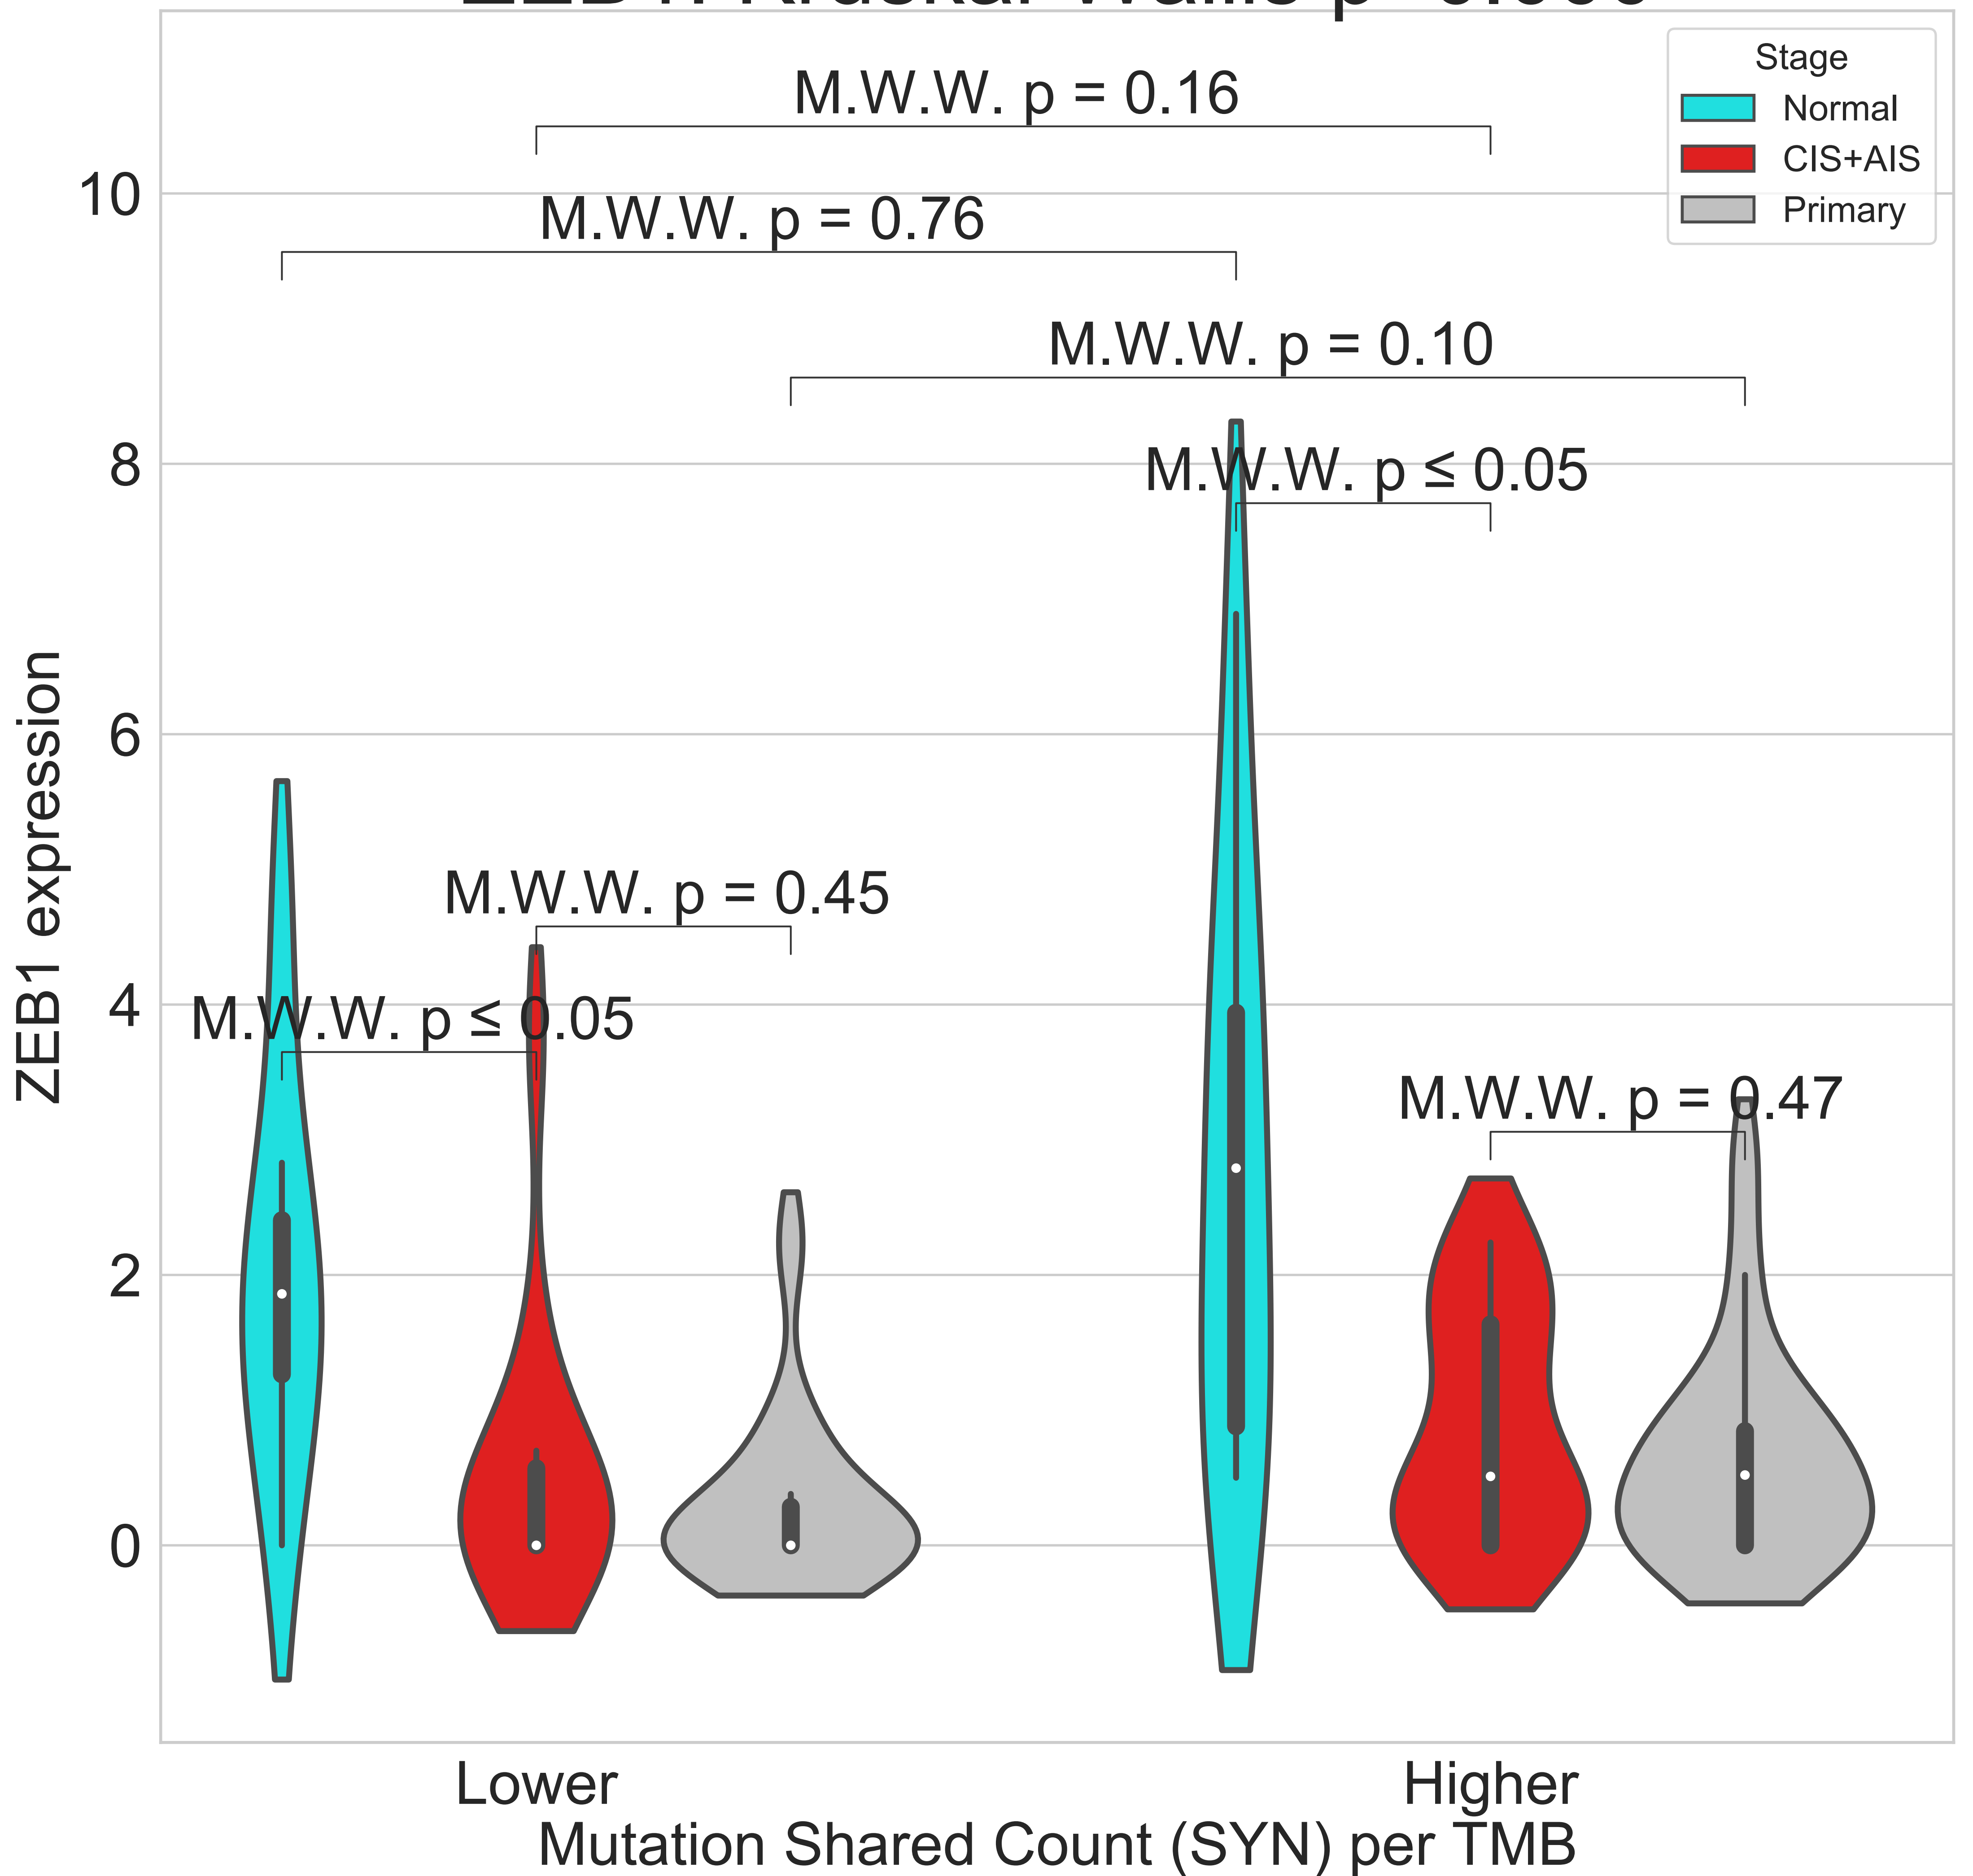 Stage
Normal
CIS+AIS
Primary
M.W.W. p = 0.16
M.W.W. p = 0.76
M.W.W. p = 0.10
M.W.W. p ≤ 0.05
M.W.W. p = 0.45
M.W.W. p ≤ 0.05
M.W.W. p = 0.47
10
8
6
4
2
0
ZEB1 expression
Lower
Higher
Mutation Shared Count (SYN) per TMB